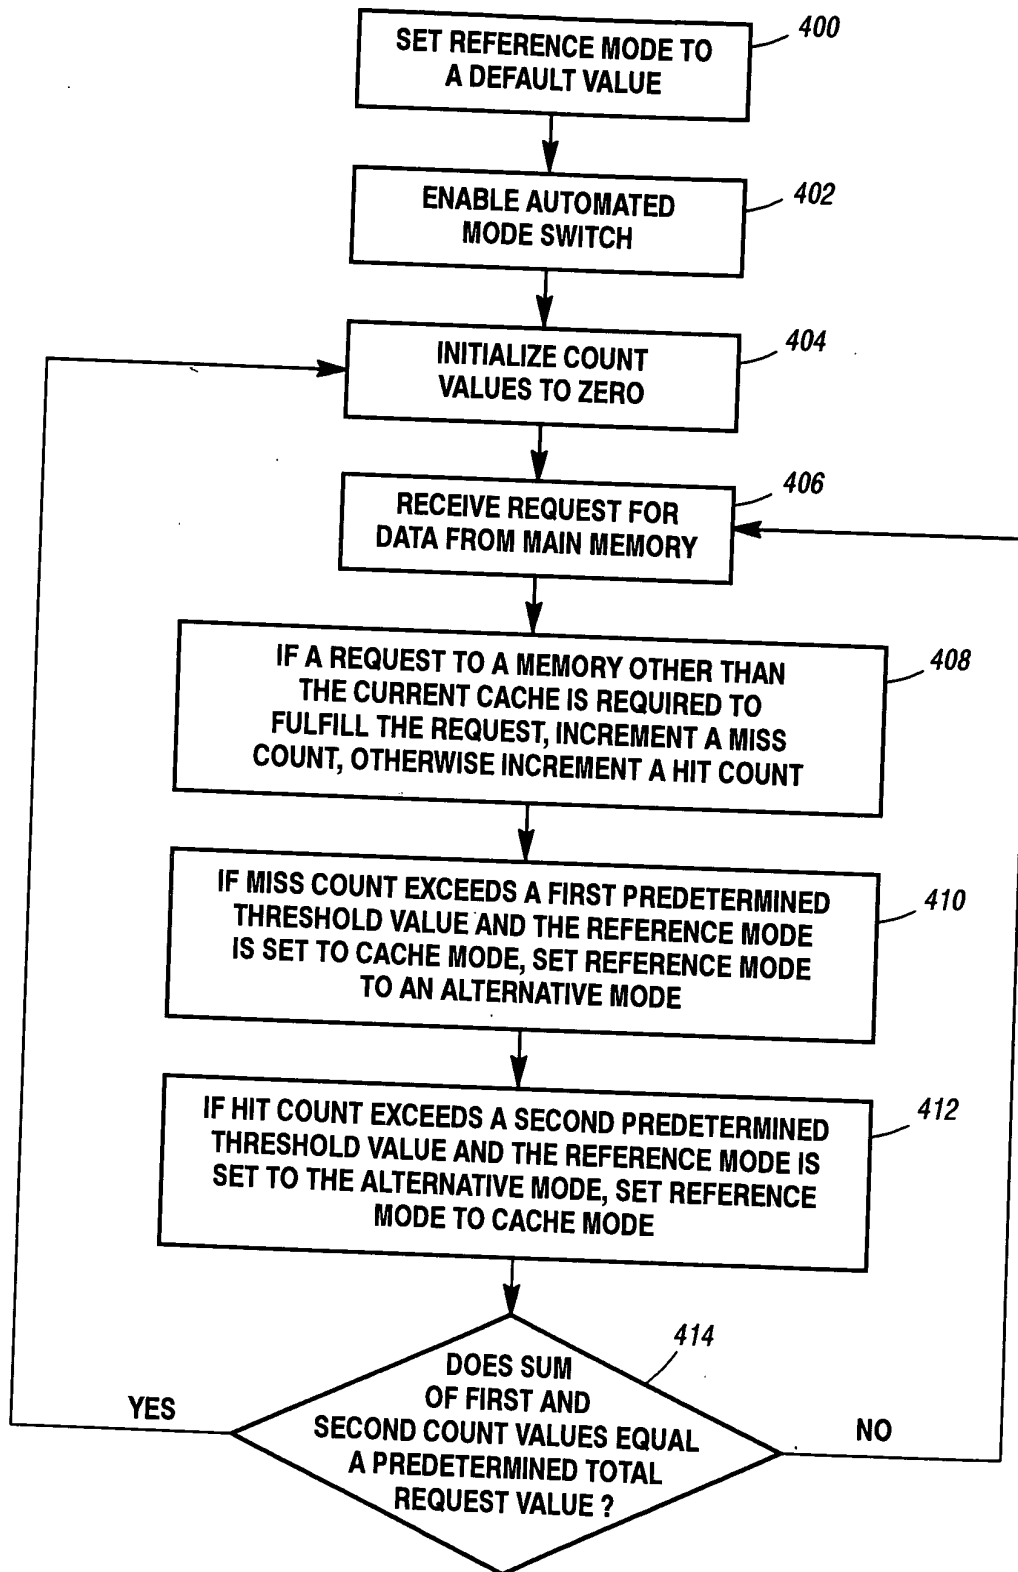 SET REFERENCE MODE TO
A DEFAULT VALUE
400
ENABLE AUTOMATED
MODE SWITCH
402
INITIALIZE COUNT
VALUES TO ZERO
404
RECEIVE REQUEST FOR
DATA FROM MAIN MEMORY
406
IF A REQUEST TO A MEMORY OTHER THAN
THE CURRENT CACHE IS REQUIRED TO
FULFILL THE REQUEST, INCREMENT A MISS
COUNT, OTHERWISE INCREMENT A HIT COUNT
408
IF MISS COUNT EXCEEDS A FIRST PREDETERMINED
THRESHOLD VALUE AND THE REFERENCE MODE
IS SET TO CACHE MODE, SET REFERENCE MODE
TO AN ALTERNATIVE MODE
410
IF HIT COUNT EXCEEDS A SECOND PREDETERMINED
THRESHOLD VALUE AND THE REFERENCE MODE IS
SET TO THE ALTERNATIVE MODE, SET REFERENCE
MODE TO CACHE MODE
412
DOES SUM
OF FIRST AND
SECOND COUNT VALUES EQUAL
A PREDETERMINED TOTAL
REQUEST VALUE ?
414
YES
NO